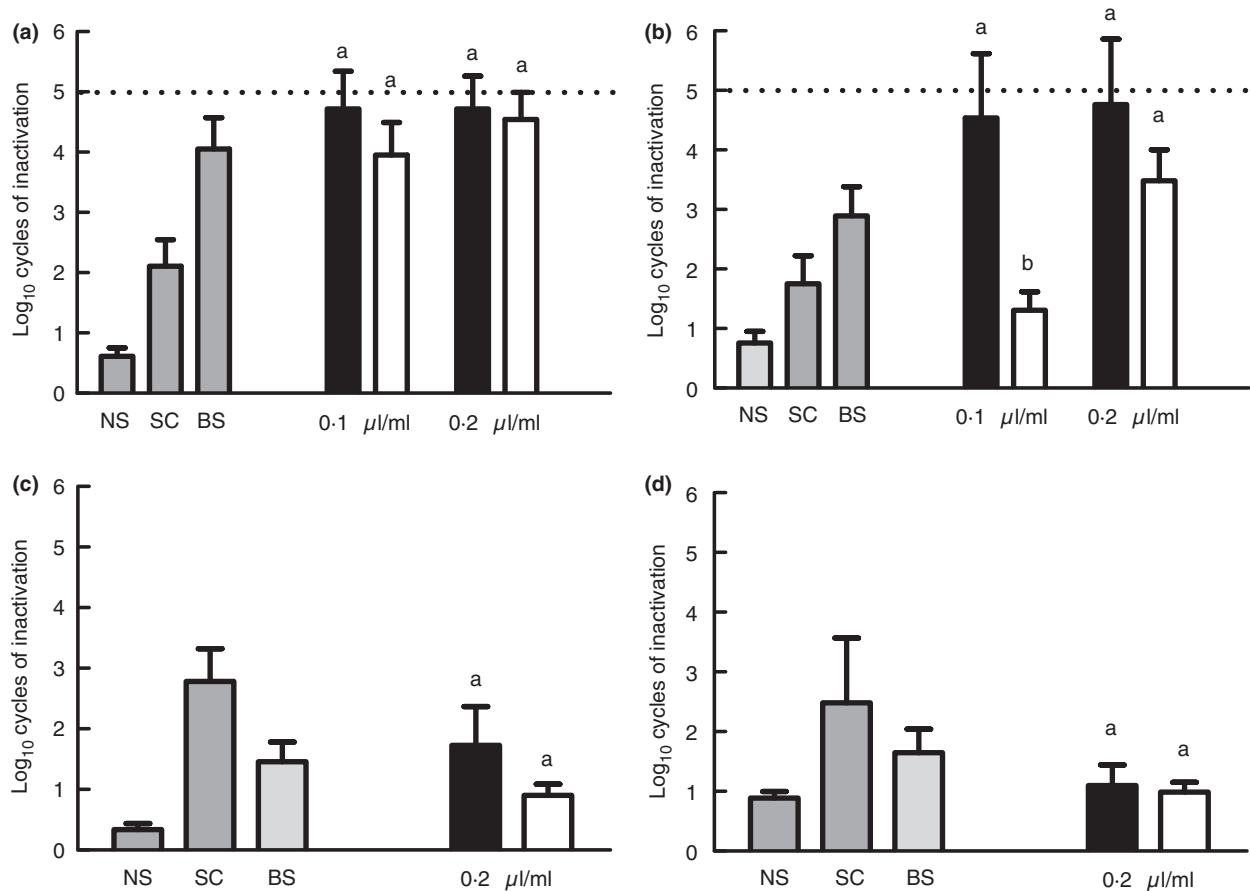 (a)
Log10 cycles of inactivation
6
5
4
3
2
1
0
a
a
a
a
NS SC BS 0·1 µl/ml 0·2 µl/ml
(b)
Log10 cycles of inactivation
6
5
4
3
2
1
0
a
b
a
a
NS SC BS 0·1 µl/ml 0·2 µl/ml
(c)
Log10 cycles of inactivation
6
5
4
3
2
1
0
a
a
NS SC BS 0·2 µl/ml
(d)
Log10 cycles of inactivation
6
5
4
3
2
1
0
a
a
NS SC BS 0·2 µl/ml